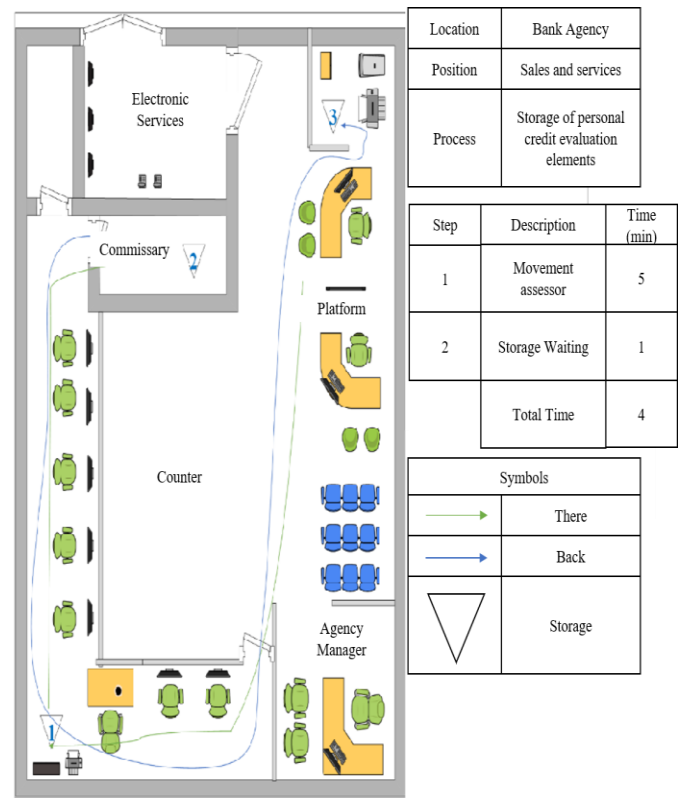 Electronic
Services
3
Commissary
2
Platform
Counter
Agency
Manager
1
Location Bank Agency
Position Sales and services
Process Storage of personal
credit evaluation
elements
Step Description Time
(min)
1 Movement
assessor 5
2 Storage Waiting 1
Total Time 4
Symbols
There
Back
Storage